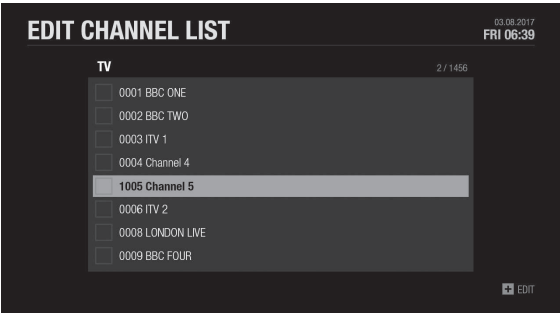 EDIT CHANNEL LIST
03.08.2017
FRI 06:39
TV
2 / 1456
0001 BBC ONE
0002 BBC TWO
0003 ITV 1
0004 Channel 4
1005 Channel 5
0006 ITV 2
0008 LONDON LIVE
0009 BBC FOUR
+ EDIT